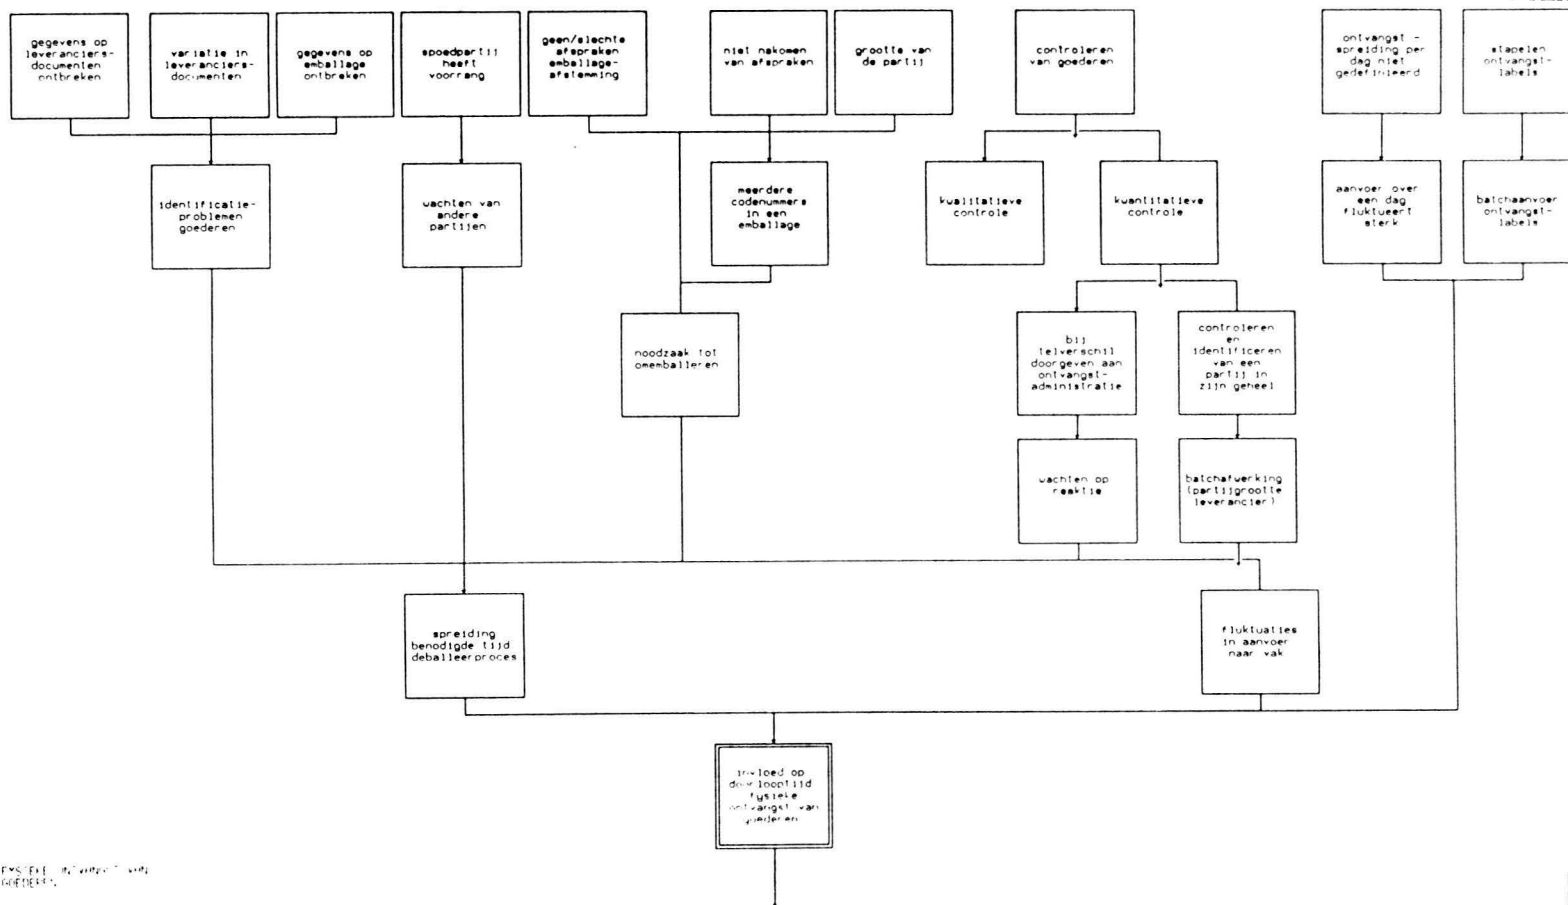 gegevens op
leveranciers-
documenten
ontbreken
variatie in
leveranciers-
documenten
gegevens op
emballage
ontbreken
spoedpartij
heeft
voorrang
geen/slechte
afspraken
emballage-
afstemming
niet nakomen
van afspraken
grootte van
de partij
controleren
van goederen
ontvangst -
spreiding per
dag niet
gedefinieerd
stapelen
ontvangst-
labels
identificatie-
problemen
goederen
wachten van
andere
partijen
meerdere
codenummers
in een
emballage
kwalitatieve
controle
kwantitatieve
controle
aanvoer over
een dag
fluktueert
sterk
batchaanvoer
ontvangst-
labels
noodzaak tot
omemballeren
bij
telverschil
doorgeven aan
ontvangst-
administratie
controleren
en
identificeren
van een
partij in
zijn geheel
wachten op
reaktie
batchafwerking
(partijgrootte
leverancier)
spreiding
benodigde tijd
deballeerproces
fluktuaties
in aanvoer
naar vak
invloed op
doorlooptijd
fysieke
ontvangst van
goederen
GOEDEREN